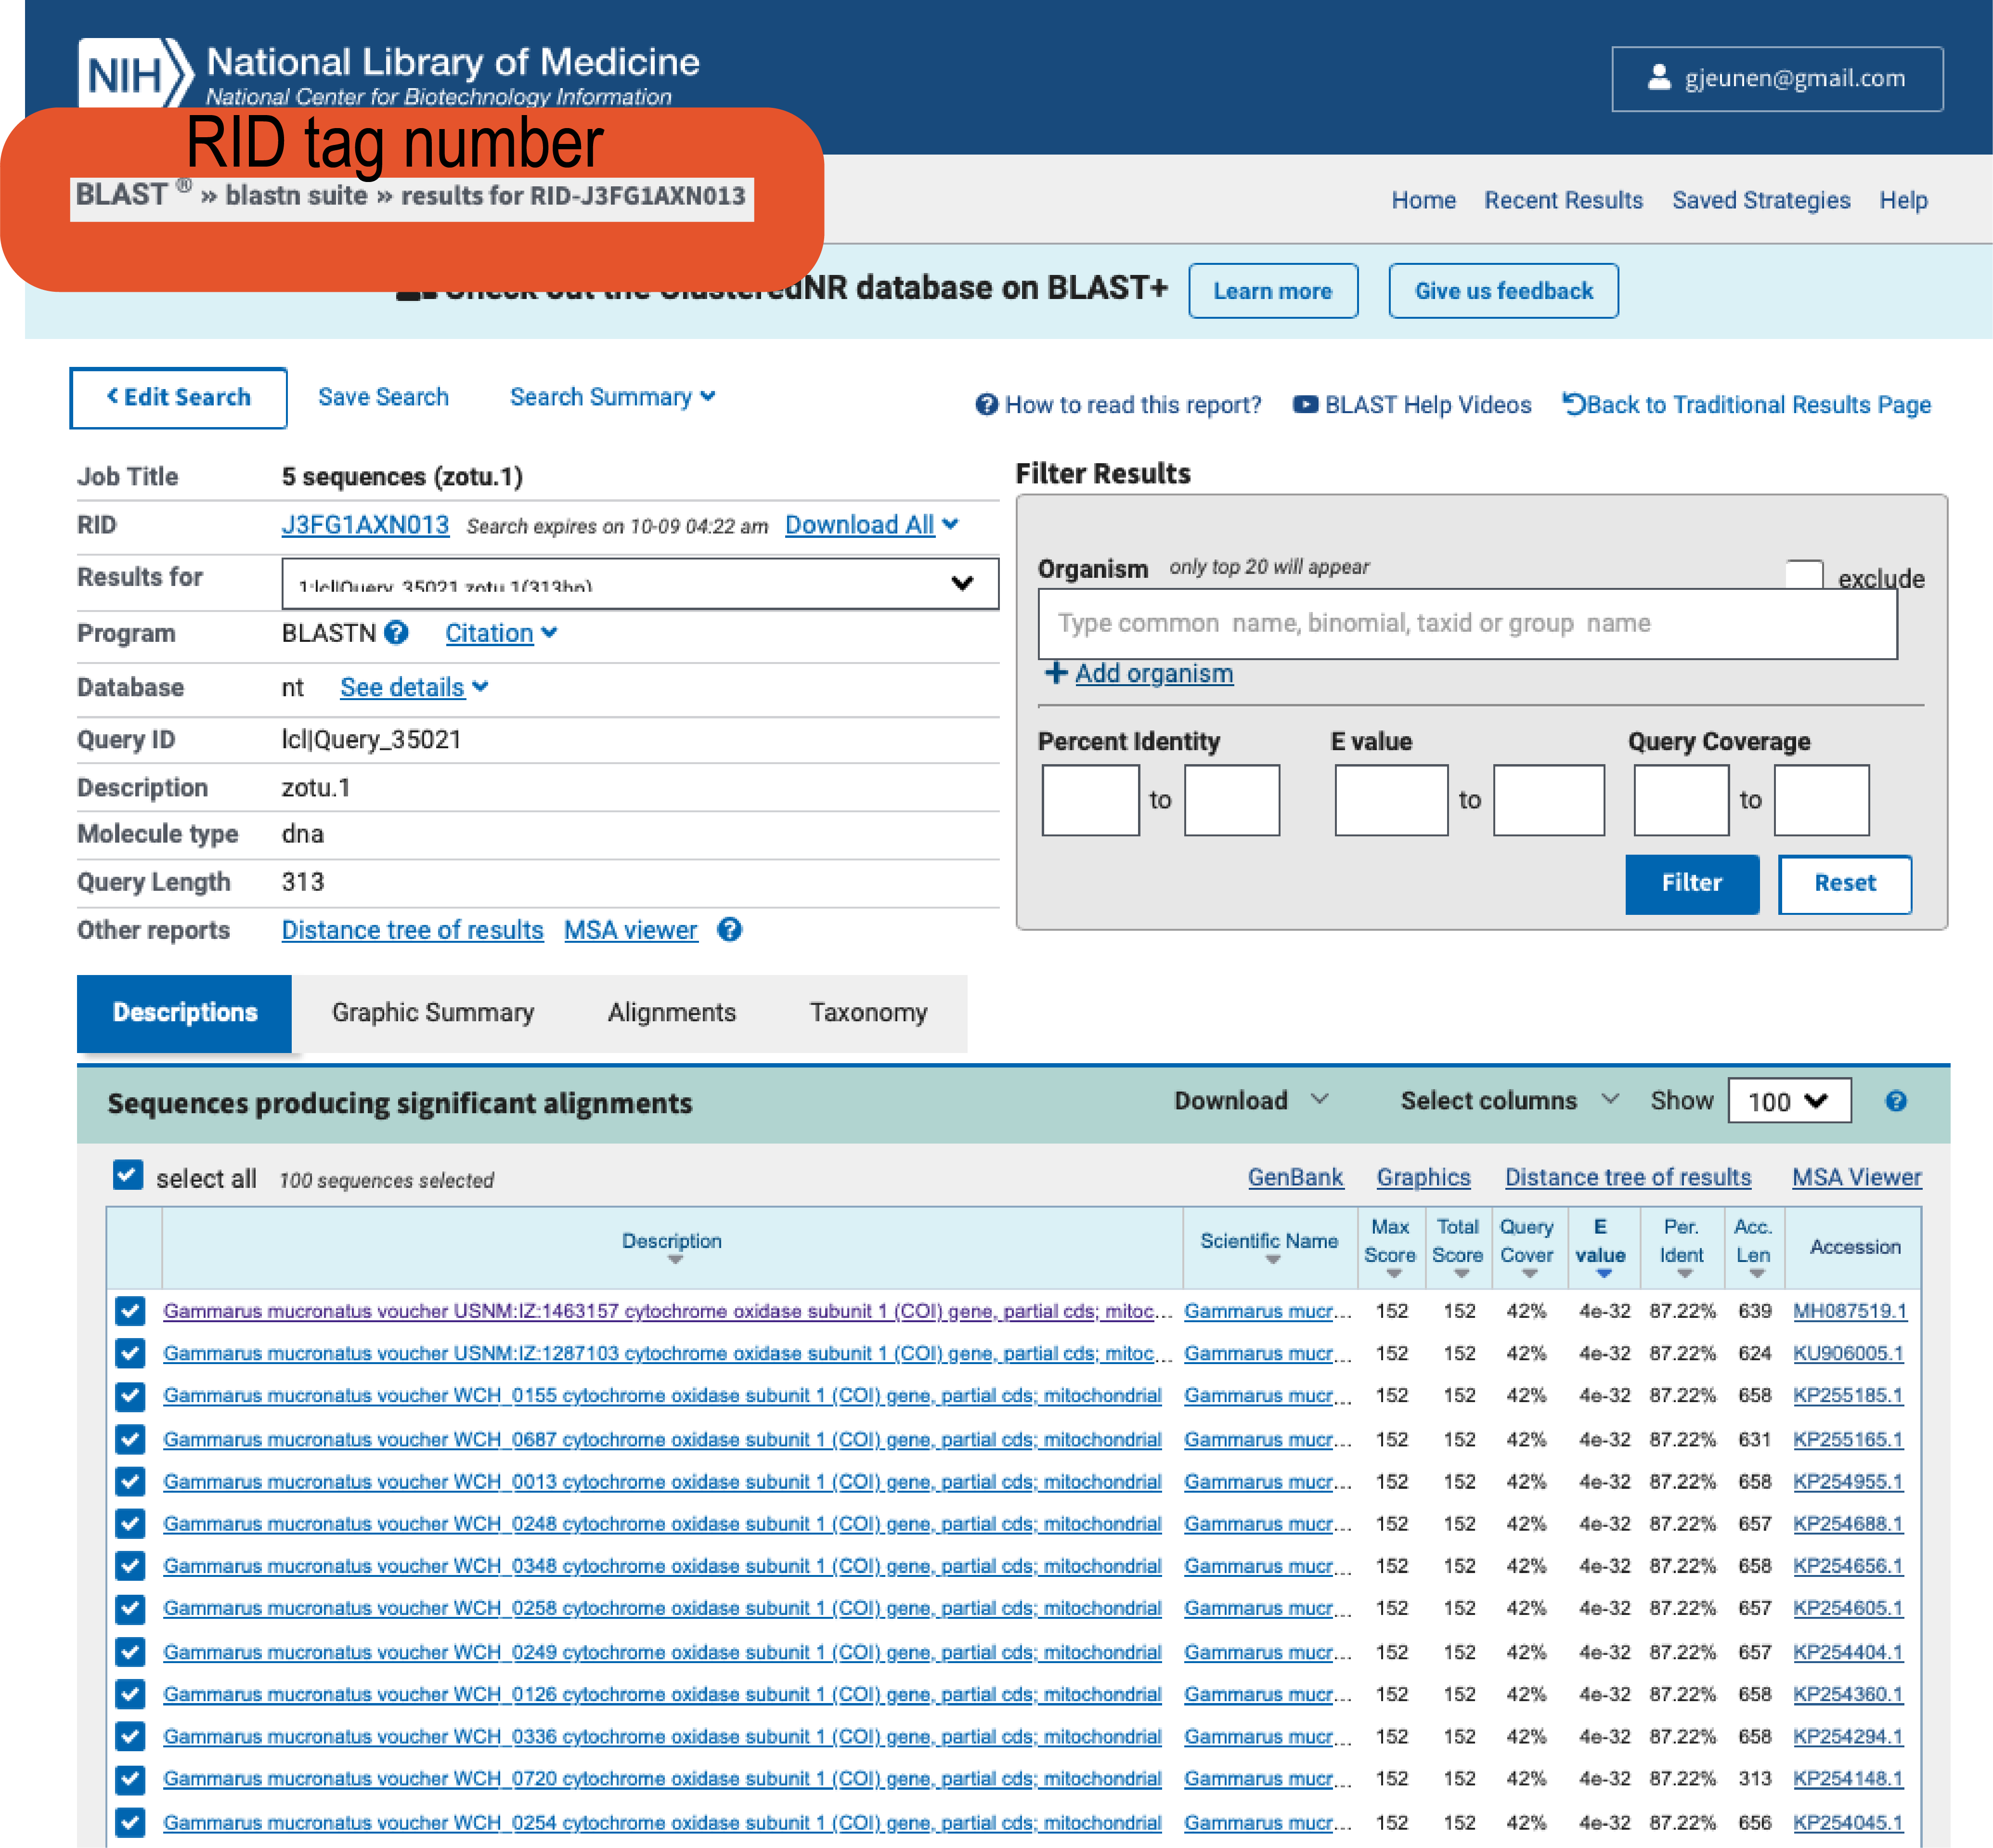 NIH National Library of Medicine
National Center for Biotechnology Information
gjeunen@gmail.com
RID tag number
BLAST ® » blastn suite » results for RID-J3FG1AXN013
Home Recent Results Saved Strategies Help
Check out the ClusteredNR database on BLAST+ Learn more Give us feedback
< Edit Search Save Search Search Summary
How to read this report? BLAST Help Videos Back to Traditional Results Page
Job Title 5 sequences (zotu.1)
RID J3FG1AXN013 Search expires on 10-09 04:22 am Download All
Results for 1:lcl|Query_35021 zotu.1(313bp)
Program BLASTN Citation
Database nt See details
Query ID lcl|Query_35021
Description zotu.1
Molecule type dna
Query Length 313
Other reports Distance tree of results MSA viewer
Filter Results
Organism only top 20 will appear exclude
Type common name, binomial, taxid or group name
+ Add organism
Percent Identity E value Query Coverage
to to to
Filter Reset
Descriptions Graphic Summary Alignments Taxonomy
Sequences producing significant alignments Download Select columns Show 100
select all 100 sequences selected GenBank Graphics Distance tree of results MSA Viewer
Description Scientific Name Max Score Total Score Query Cover E value Per. Ident Acc. Len Accession
Gammarus mucronatus voucher USNM:IZ:1463157 cytochrome oxidase subunit 1 (COI) gene, partial cds; mitoc... Gammarus mucr... 152 152 42% 4e-32 87.22% 639 MH087519.1
Gammarus mucronatus voucher USNM:IZ:1287103 cytochrome oxidase subunit 1 (COI) gene, partial cds; mitoc... Gammarus mucr... 152 152 42% 4e-32 87.22% 624 KU906005.1
Gammarus mucronatus voucher WCH_0155 cytochrome oxidase subunit 1 (COI) gene, partial cds; mitochondrial Gammarus mucr... 152 152 42% 4e-32 87.22% 658 KP255185.1
Gammarus mucronatus voucher WCH_0687 cytochrome oxidase subunit 1 (COI) gene, partial cds; mitochondrial Gammarus mucr... 152 152 42% 4e-32 87.22% 631 KP255165.1
Gammarus mucronatus voucher WCH_0013 cytochrome oxidase subunit 1 (COI) gene, partial cds; mitochondrial Gammarus mucr... 152 152 42% 4e-32 87.22% 658 KP254955.1
Gammarus mucronatus voucher WCH_0248 cytochrome oxidase subunit 1 (COI) gene, partial cds; mitochondrial Gammarus mucr... 152 152 42% 4e-32 87.22% 657 KP254688.1
Gammarus mucronatus voucher WCH_0348 cytochrome oxidase subunit 1 (COI) gene, partial cds; mitochondrial Gammarus mucr... 152 152 42% 4e-32 87.22% 658 KP254656.1
Gammarus mucronatus voucher WCH_0258 cytochrome oxidase subunit 1 (COI) gene, partial cds; mitochondrial Gammarus mucr... 152 152 42% 4e-32 87.22% 657 KP254605.1
Gammarus mucronatus voucher WCH_0249 cytochrome oxidase subunit 1 (COI) gene, partial cds; mitochondrial Gammarus mucr... 152 152 42% 4e-32 87.22% 657 KP254404.1
Gammarus mucronatus voucher WCH_0126 cytochrome oxidase subunit 1 (COI) gene, partial cds; mitochondrial Gammarus mucr... 152 152 42% 4e-32 87.22% 658 KP254360.1
Gammarus mucronatus voucher WCH_0336 cytochrome oxidase subunit 1 (COI) gene, partial cds; mitochondrial Gammarus mucr... 152 152 42% 4e-32 87.22% 658 KP254294.1
Gammarus mucronatus voucher WCH_0720 cytochrome oxidase subunit 1 (COI) gene, partial cds; mitochondrial Gammarus mucr... 152 152 42% 4e-32 87.22% 313 KP254148.1
Gammarus mucronatus voucher WCH_0254 cytochrome oxidase subunit 1 (COI) gene, partial cds; mitochondrial Gammarus mucr... 152 152 42% 4e-32 87.22% 656 KP254045.1